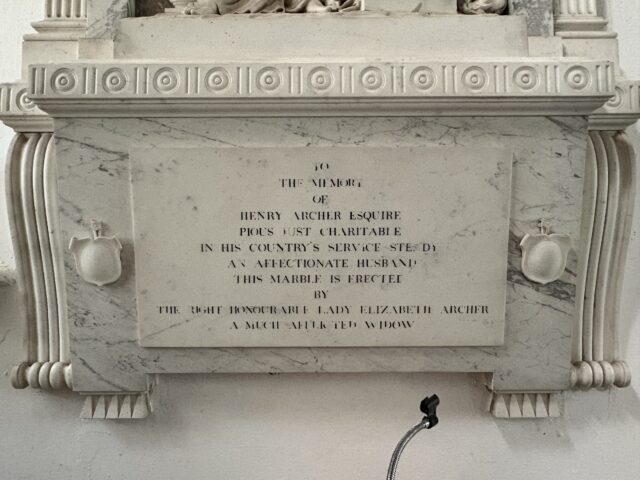 TO
THE MEMORY
OF
HENRY ARCHER ESQUIRE
PIOUS JUST CHARITABLE
IN HIS COUNTRY'S SERVICE STEADY
AN AFFECTIONATE HUSBAND
THIS MARBLE IS ERECTED
BY
THE RIGHT HONOURABLE LADY ELIZABETH ARCHER
A MUCH AFFLICTED WIDOW